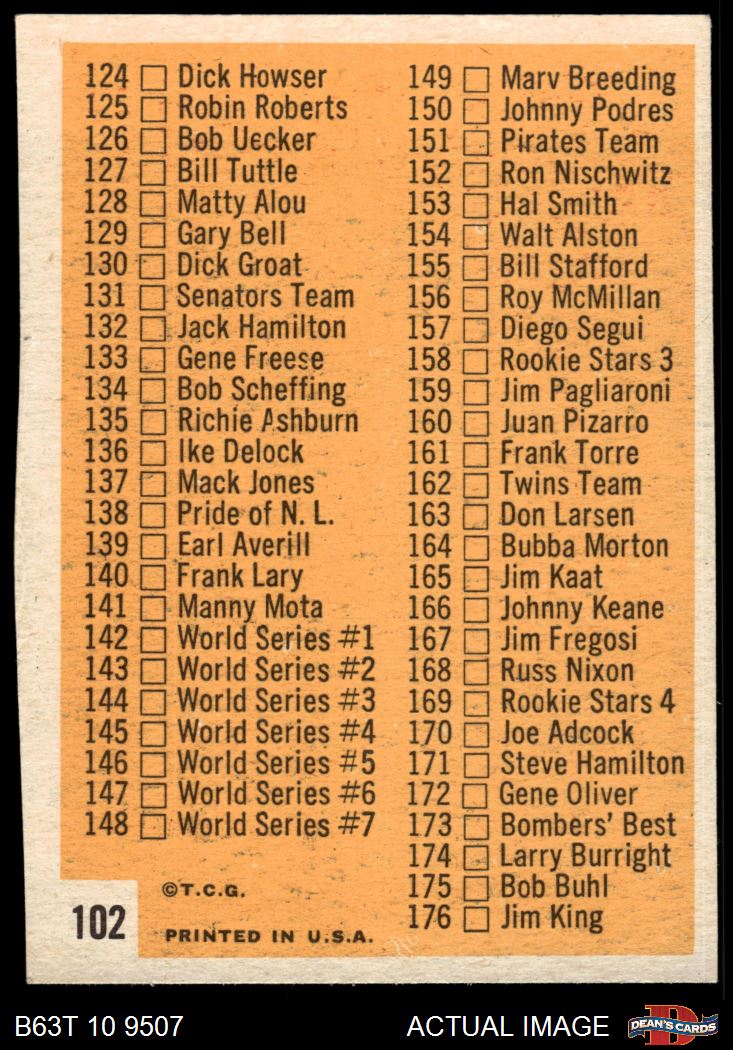 124 Dick Howser
125 Robin Roberts
126 Bob Uecker
127 Bill Tuttle
128 Matty Alou
129 Gary Bell
130 Dick Groat
131 Senators Team
132 Jack Hamilton
133 Gene Freese
134 Bob Scheffing
135 Richie Ashburn
136 Ike Delock
137 Mack Jones
138 Pride of N. L.
139 Earl Averill
140 Frank Lary
141 Manny Mota
142 World Series #1
143 World Series #2
144 World Series #3
145 World Series #4
146 World Series #5
147 World Series #6
148 World Series #7
149 Marv Breeding
150 Johnny Podres
151 Pirates Team
152 Ron Nischwitz
153 Hal Smith
154 Walt Alston
155 Bill Stafford
156 Roy McMillan
157 Diego Segui
158 Rookie Stars 3
159 Jim Pagliaroni
160 Juan Pizarro
161 Frank Torre
162 Twins Team
163 Don Larsen
164 Bubba Morton
165 Jim Kaat
166 Johnny Keane
167 Jim Fregosi
168 Russ Nixon
169 Rookie Stars 4
170 Joe Adcock
171 Steve Hamilton
172 Gene Oliver
173 Bombers' Best
174 Larry Burright
175 Bob Buhl
176 Jim King
102
©T.C.G.
PRINTED IN U.S.A.
B63T 10 9507
ACTUAL IMAGE
D
DEAN'S CARDS